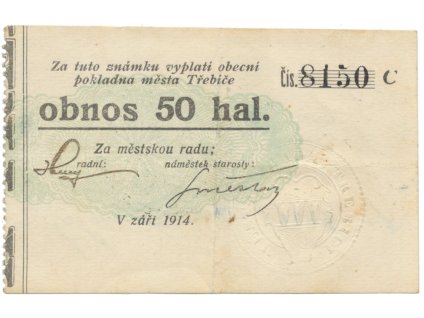 Za tuto známku vyplatí obecní
pokladna města Třebíče
Čís. 8150 C
obnos 50 hal.
Za městskou radu:
radní: náměstek starosty:
V září 1914.